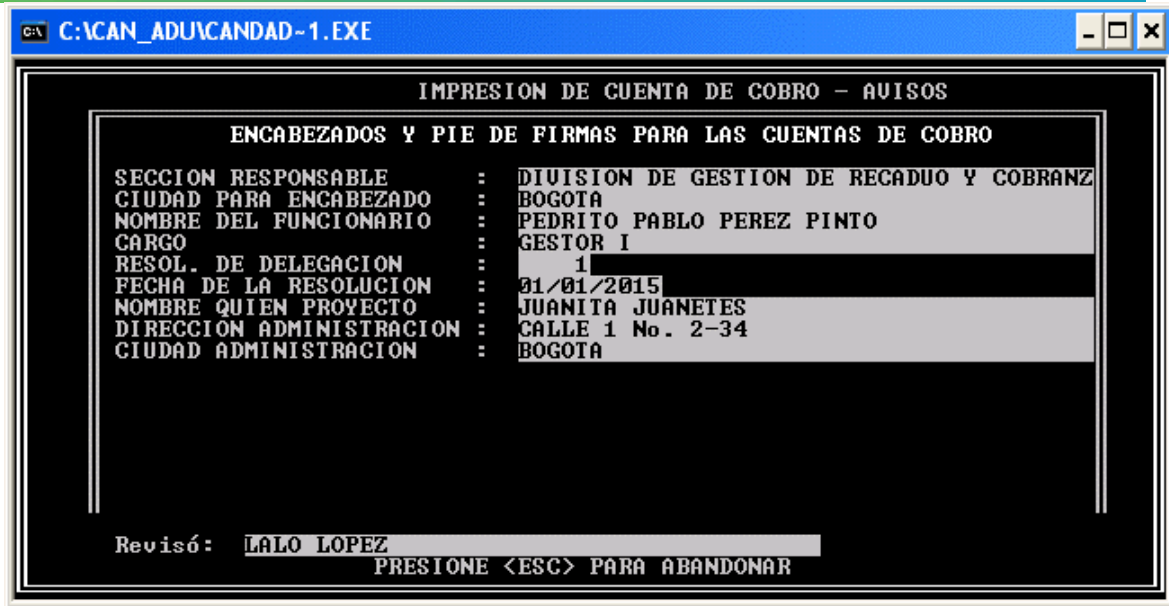 C:\CAN_ADU\CANDAD~1.EXE
IMPRESION DE CUENTA DE COBRO - AVISOS
ENCABEZADOS Y PIE DE FIRMAS PARA LAS CUENTAS DE COBRO
SECCION RESPONSABLE : DIVISION DE GESTION DE RECADUO Y COBRANZ
CIUDAD PARA ENCABEZADO : BOGOTA
NOMBRE DEL FUNCIONARIO : PEDRITO PABLO PEREZ PINTO
CARGO : GESTOR I
RESOL. DE DELEGACION : 1
FECHA DE LA RESOLUCION : 01/01/2015
NOMBRE QUIEN PROYECTO : JUANITA JUANETES
DIRECCION ADMINISTRACION : CALLE 1 No. 2-34
CIUDAD ADMINISTRACION : BOGOTA
Revisó: LALO LOPEZ
PRESIONE <ESC> PARA ABANDONAR